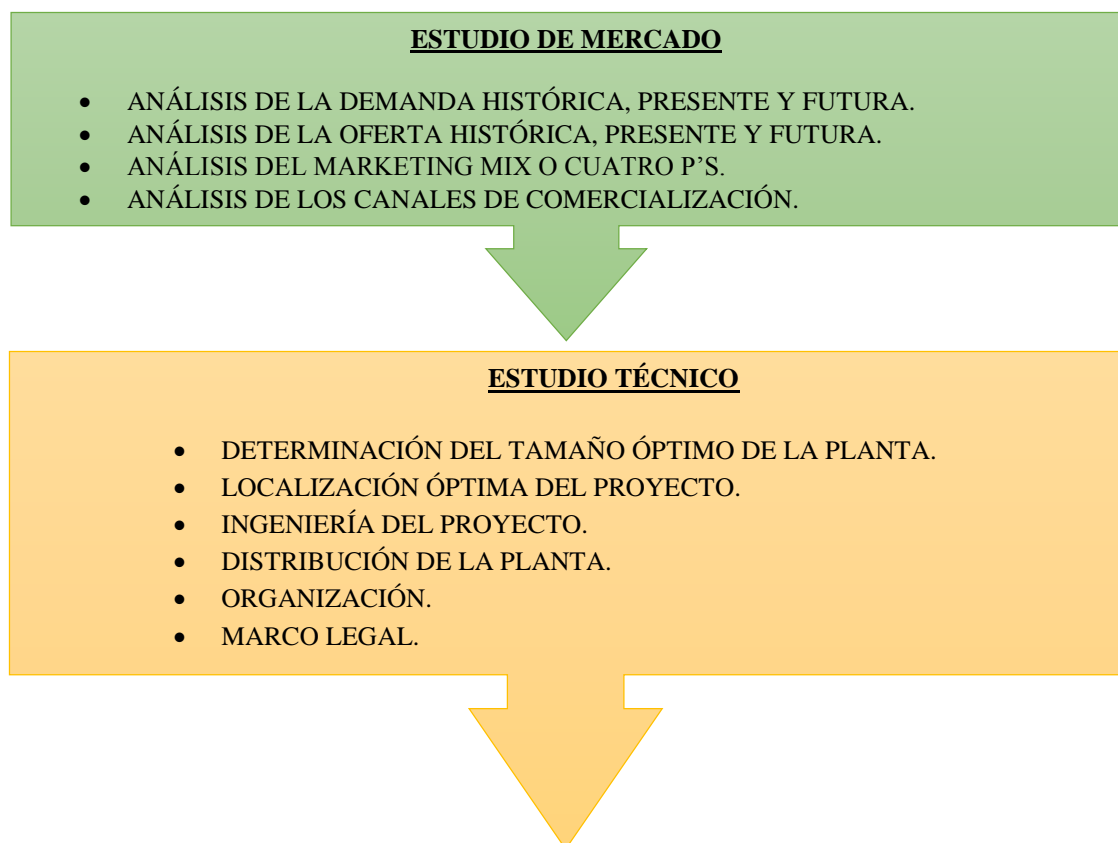 ESTUDIO DE MERCADO
• ANÁLISIS DE LA DEMANDA HISTÓRICA, PRESENTE Y FUTURA.
• ANÁLISIS DE LA OFERTA HISTÓRICA, PRESENTE Y FUTURA.
• ANÁLISIS DEL MARKETING MIX O CUATRO P’S.
• ANÁLISIS DE LOS CANALES DE COMERCIALIZACIÓN.
ESTUDIO TÉCNICO
• DETERMINACIÓN DEL TAMAÑO ÓPTIMO DE LA PLANTA.
• LOCALIZACIÓN ÓPTIMA DEL PROYECTO.
• INGENIERÍA DEL PROYECTO.
• DISTRIBUCIÓN DE LA PLANTA.
• ORGANIZACIÓN.
• MARCO LEGAL.